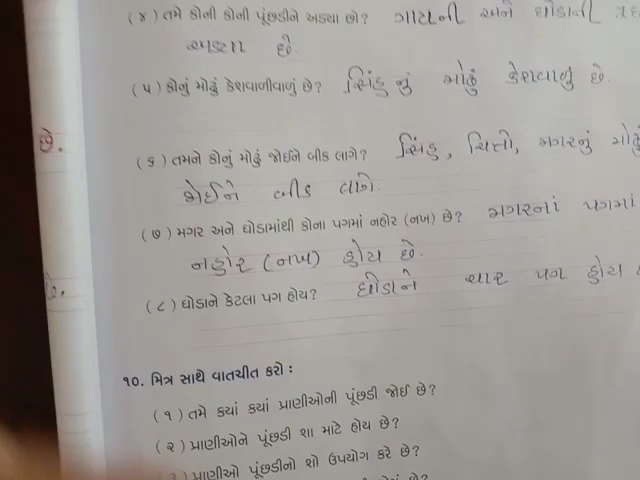 (૪) તમે કોની કોની પૂંછડીને અડ્યા છો? ગાયની અને ઘોડાની
અડ્યા છે.
(૫) કોનું મોઢું કેશવાળીવાળું છે? સિંહનું મોઢું કેશવાળુ છે.
છે.
(૬) તમને કોનું મોઢું જોઈને બીક લાગે? સિંહ, ચિત્તો, મગરનું મોઢું
જોઈને બીક લાગે.
(૭) મગર અને ઘોડામાંથી કોના પગમાં નહોર (નખ) છે? મગરનાં પગમાં
નહોર (નખ) હોય છે.
(૮) ઘોડાને કેટલા પગ હોય? ઘોડાને ચાર પગ હોય
૧૦. મિત્ર સાથે વાતચીત કરો :
(૧) તમે કયાં કયાં પ્રાણીઓની પૂંછડી જોઈ છે?
(૨) પ્રાણીઓને પૂંછડી શા માટે હોય છે?
પ્રાણીઓ પૂંછડીનો શો ઉપયોગ કરે છે?